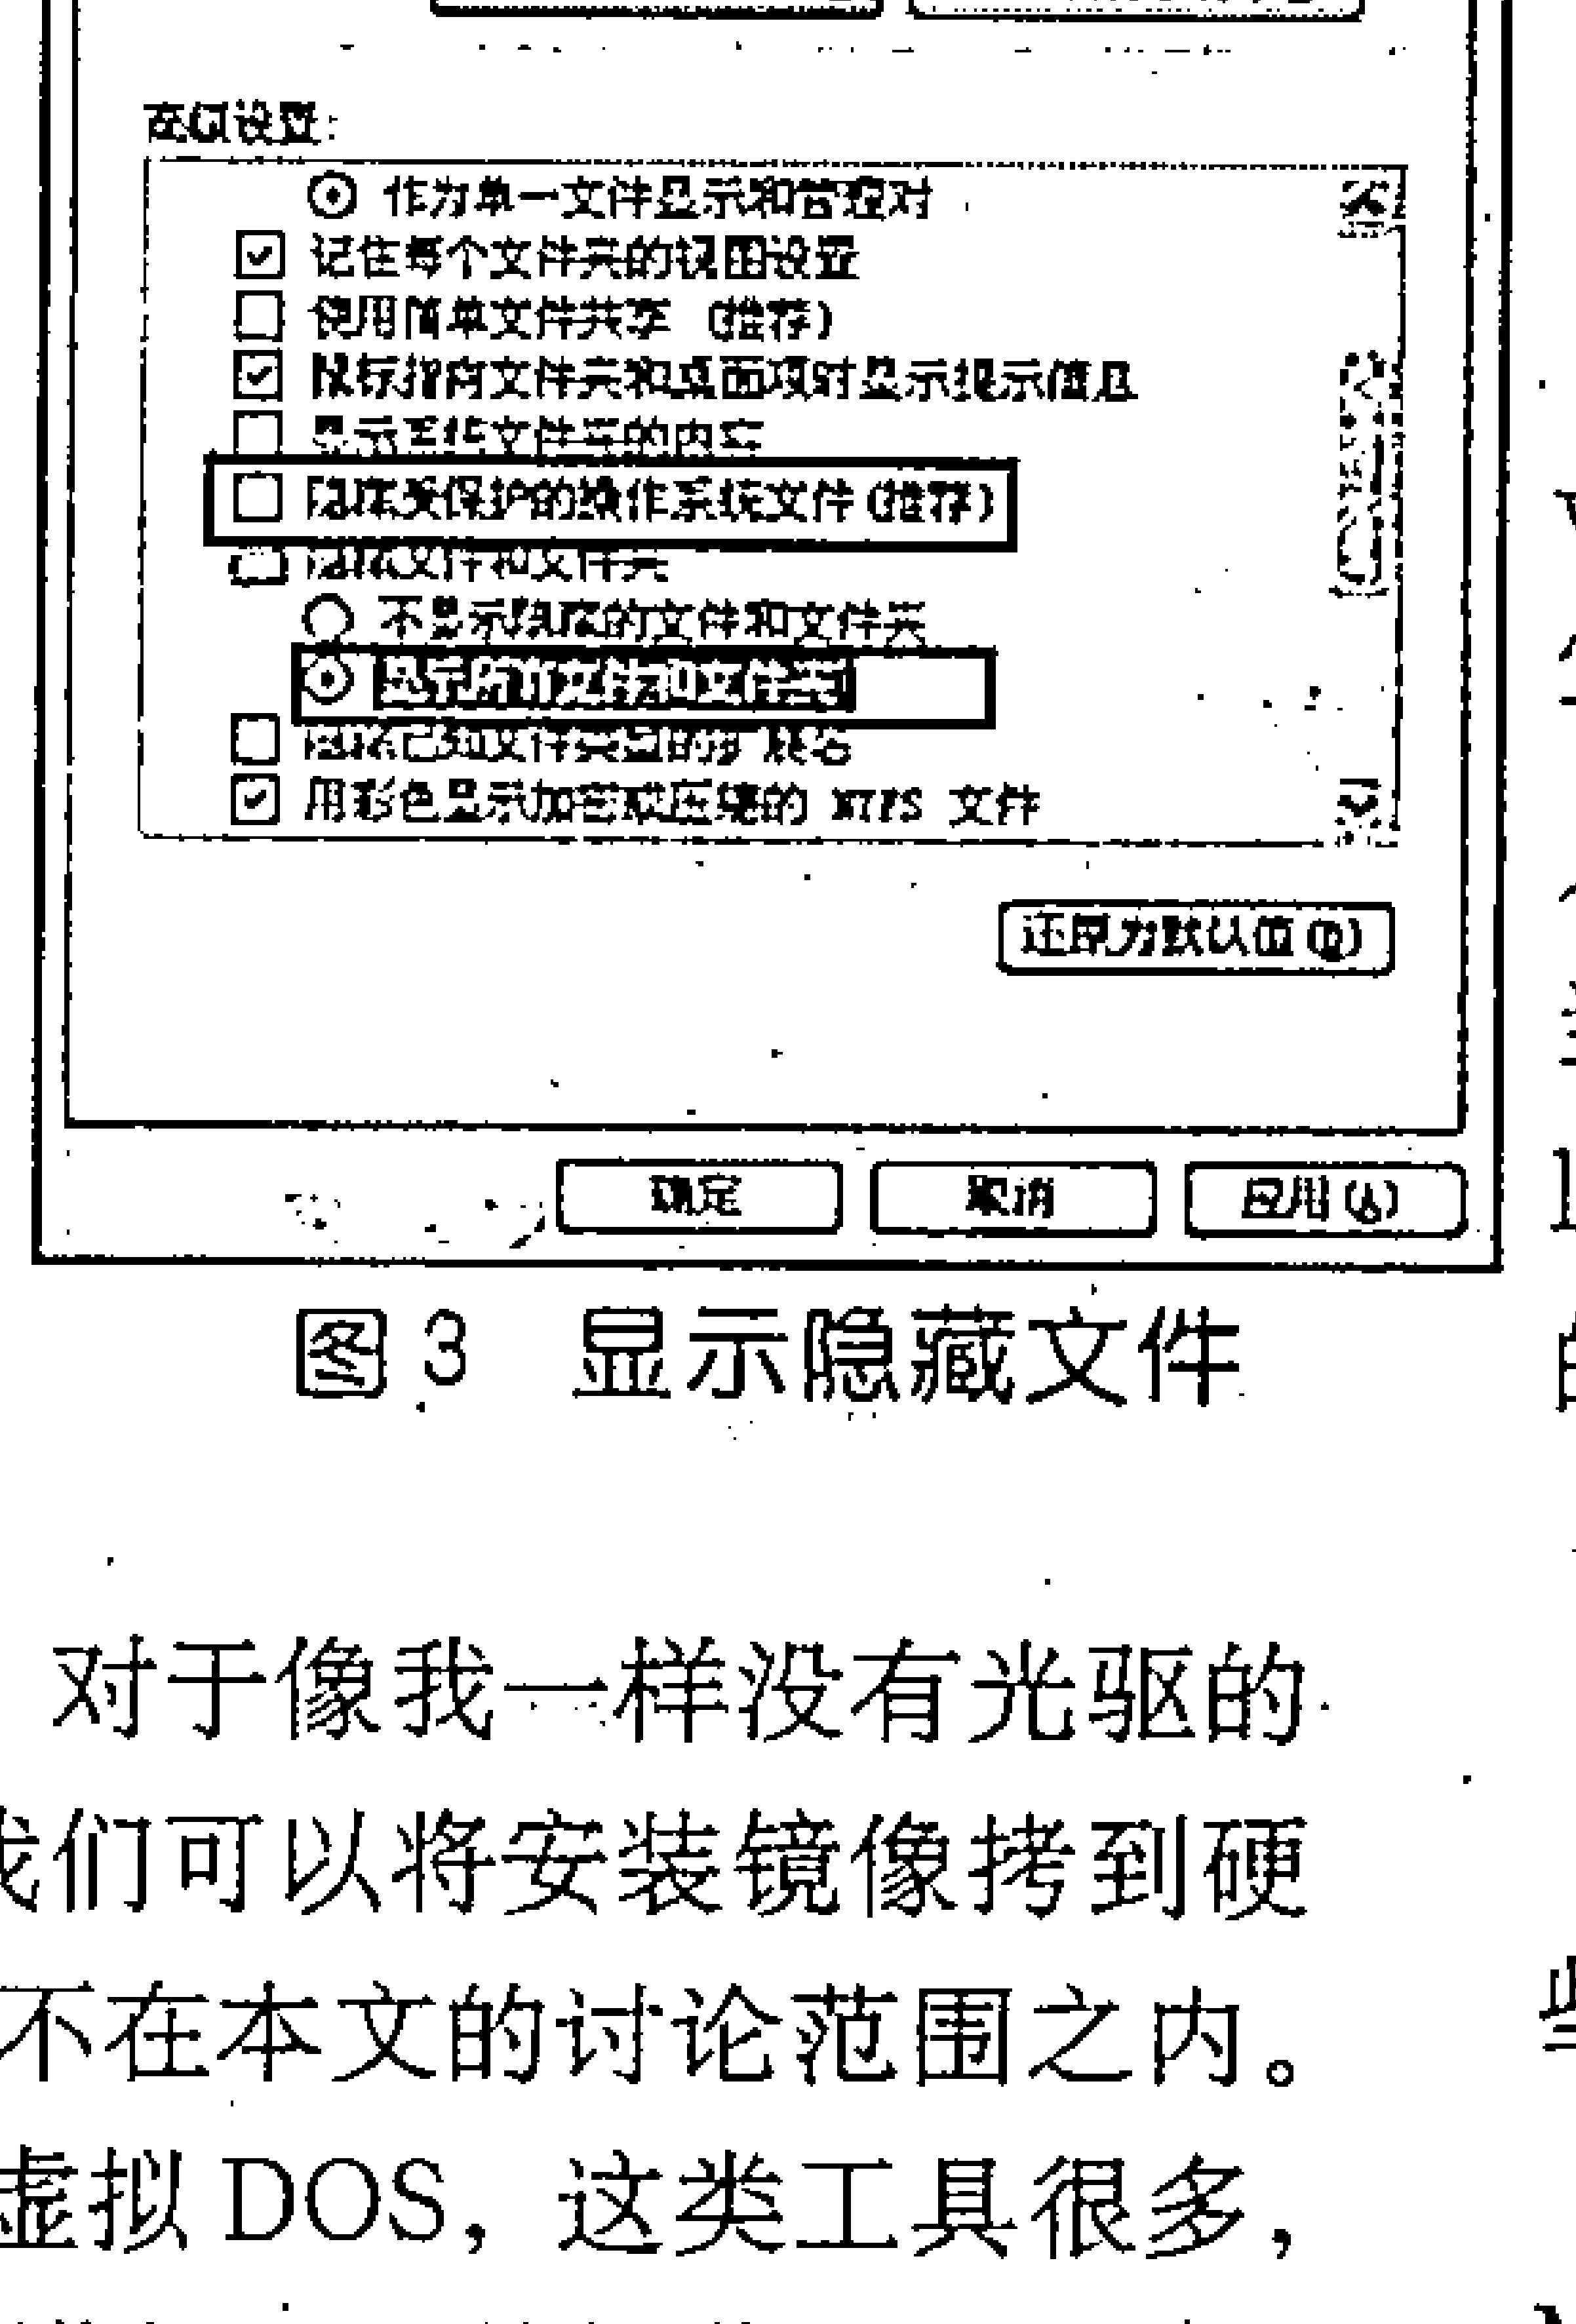 高级设置:
作为单一文件显示和管理对
记住每个文件夹的视图设置
使用简单文件共享 (推荐)
鼠标指向文件夹和桌面项时显示提示信息
显示系统文件夹的内容
隐藏受保护的操作系统文件(推荐)
隐藏文件和文件夹
不显示隐藏的文件和文件夹
显示所有文件和文件夹
隐藏已知文件类型的扩展名
用彩色显示加密或压缩的 NTFS 文件
还原为默认值(D)
确定 取消 应用(A)
图3 显示隐藏文件
对于像我一样没有光驱的
我们可以将安装镜像拷到硬
不在本文的讨论范围之内。
虚拟 DOS，这类工具很多，